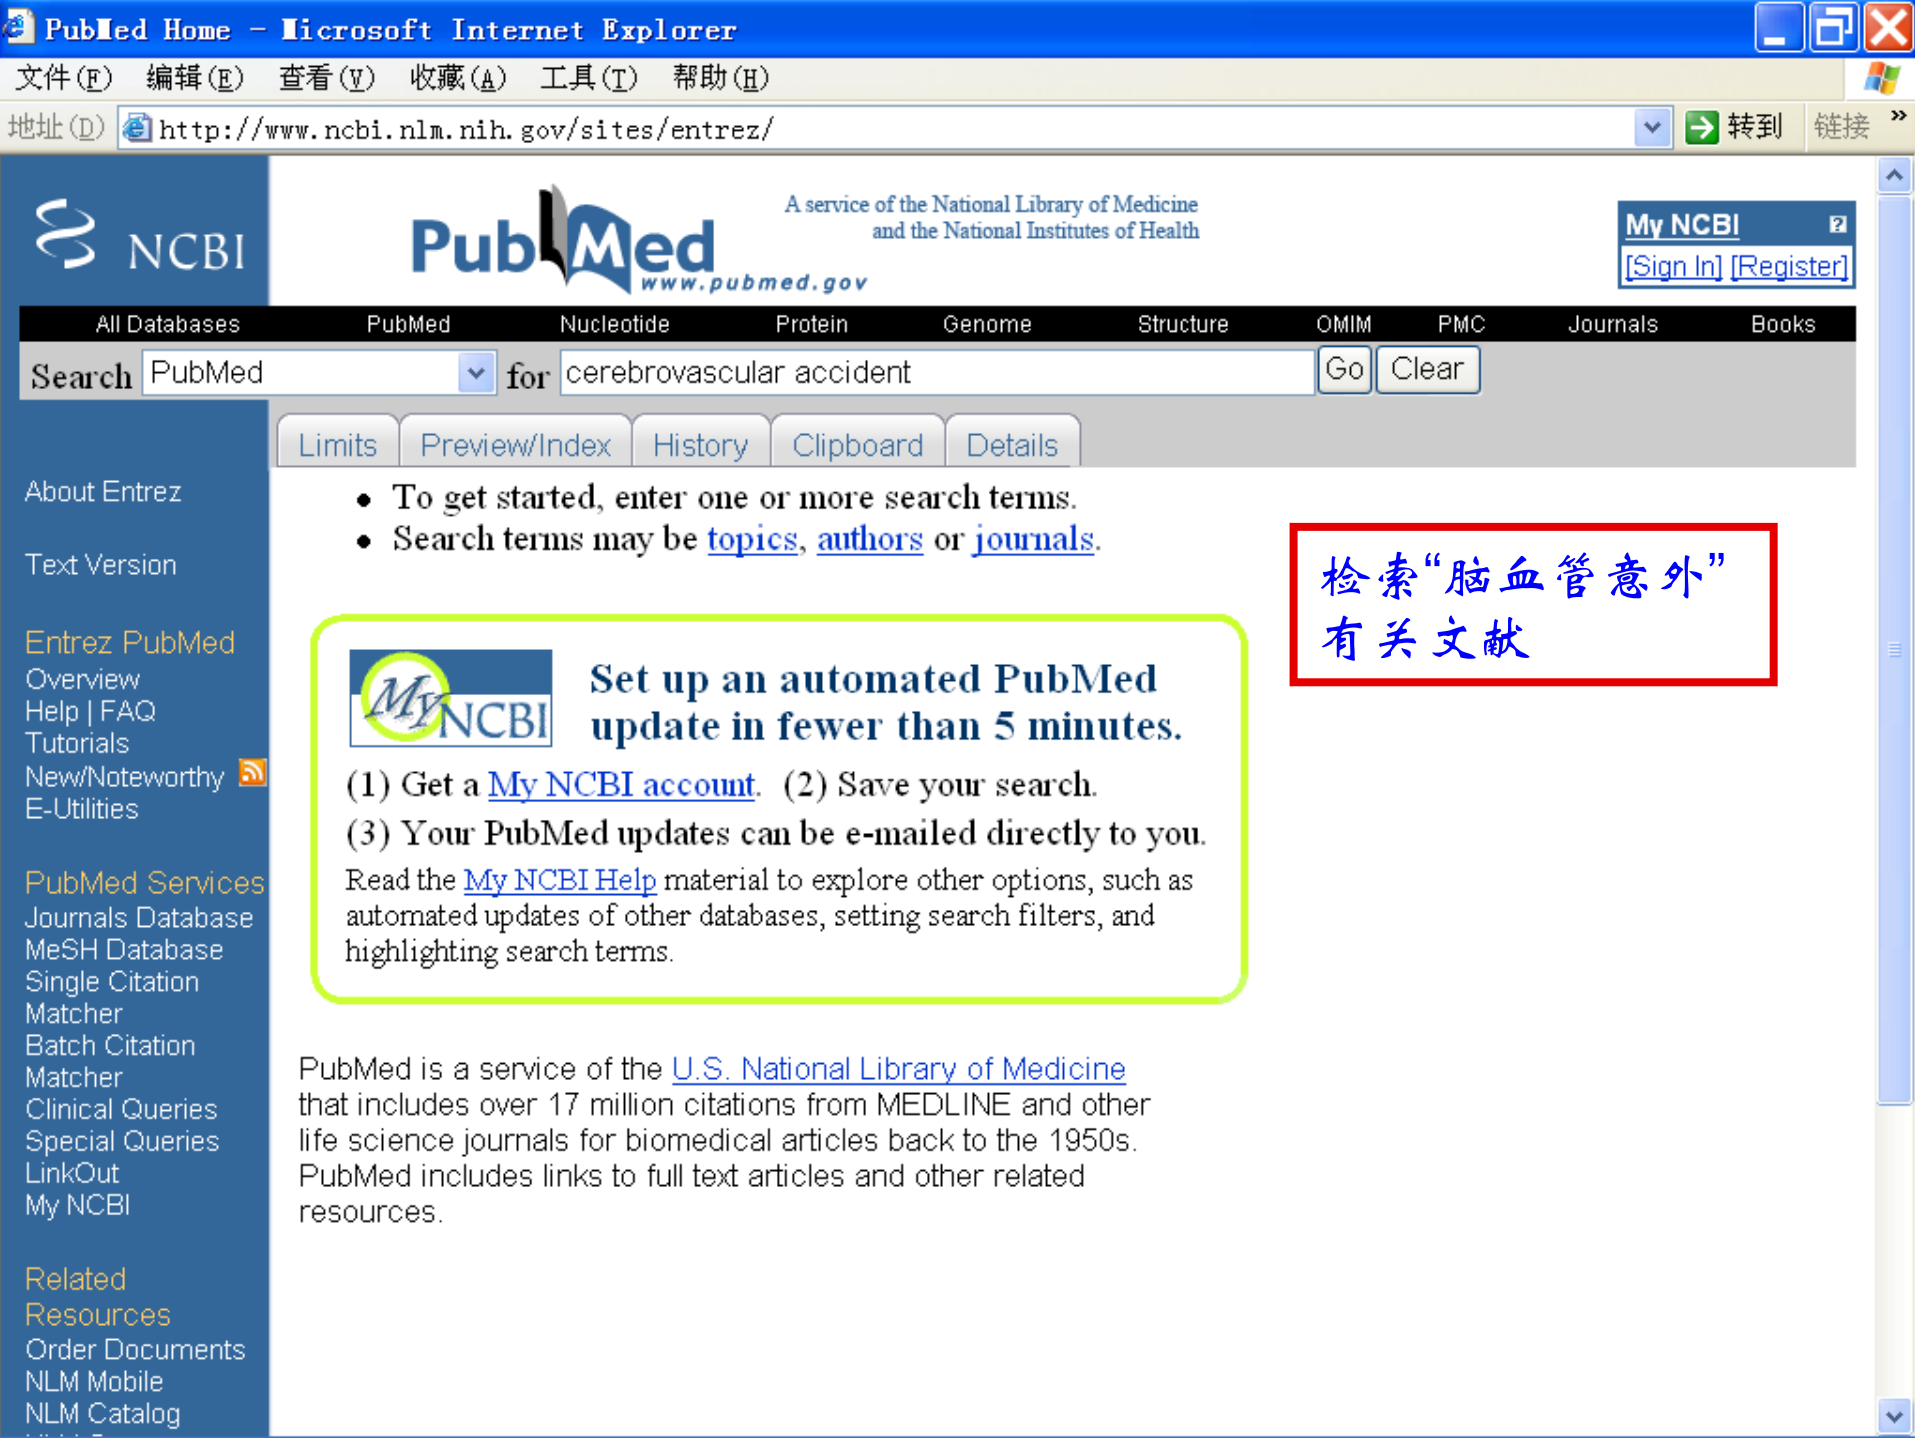 PubMed Home - Microsoft Internet Explorer
文件(F) 编辑(E) 查看(V) 收藏(A) 工具(T) 帮助(H)
地址(D) http://www.ncbi.nlm.nih.gov/sites/entrez/ 转到 链接 »
NCBI
PubMed
www.pubmed.gov
A service of the National Library of Medicine
and the National Institutes of Health
My NCBI ?
[Sign In] [Register]
All Databases PubMed Nucleotide Protein Genome Structure OMIM PMC Journals Books
Search PubMed for cerebrovascular accident Go Clear
Limits Preview/Index History Clipboard Details
About Entrez
Text Version
Entrez PubMed
Overview
Help | FAQ
Tutorials
New/Noteworthy
E-Utilities
PubMed Services
Journals Database
MeSH Database
Single Citation
Matcher
Batch Citation
Matcher
Clinical Queries
Special Queries
LinkOut
My NCBI
Related
Resources
Order Documents
NLM Mobile
NLM Catalog
• To get started, enter one or more search terms.
• Search terms may be topics, authors or journals.
检索“脑血管意外”
有关文献
My NCBI
Set up an automated PubMed
update in fewer than 5 minutes.
(1) Get a My NCBI account. (2) Save your search.
(3) Your PubMed updates can be e-mailed directly to you.
Read the My NCBI Help material to explore other options, such as
automated updates of other databases, setting search filters, and
highlighting search terms.
PubMed is a service of the U.S. National Library of Medicine
that includes over 17 million citations from MEDLINE and other
life science journals for biomedical articles back to the 1950s.
PubMed includes links to full text articles and other related
resources.